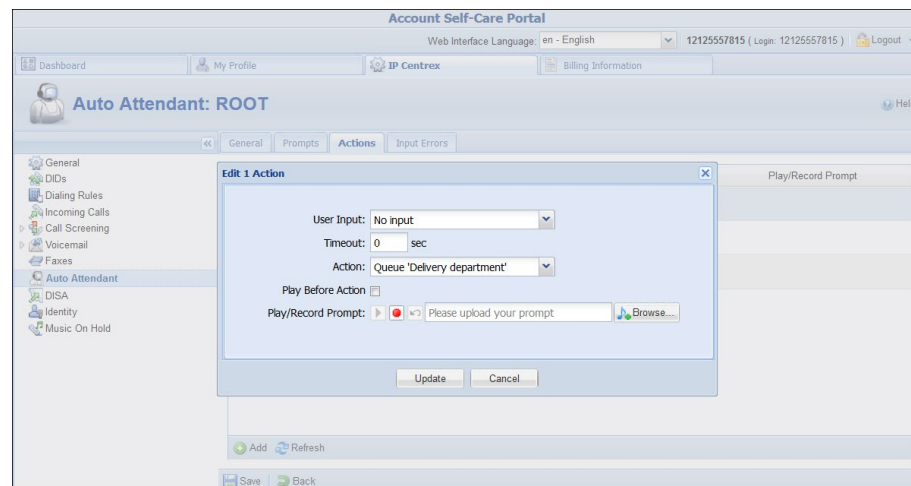 Account Self-Care Portal
Web Interface Language: en - English 12125557815 ( Login: 12125557815 ) Logout
Dashboard My Profile IP Centrex Billing Information
Auto Attendant: ROOT
Hel
General Prompts Actions Input Errors
General
DIDs
Dialing Rules
Incoming Calls
Call Screening
Voicemail
Faxes
Auto Attendant
DISA
Identity
Music On Hold
Play/Record Prompt
Edit 1 Action
User Input: No input
Timeout: 0 sec
Action: Queue 'Delivery department'
Play Before Action
Play/Record Prompt: Please upload your prompt Browse...
Update Cancel
Add Refresh
Save Back